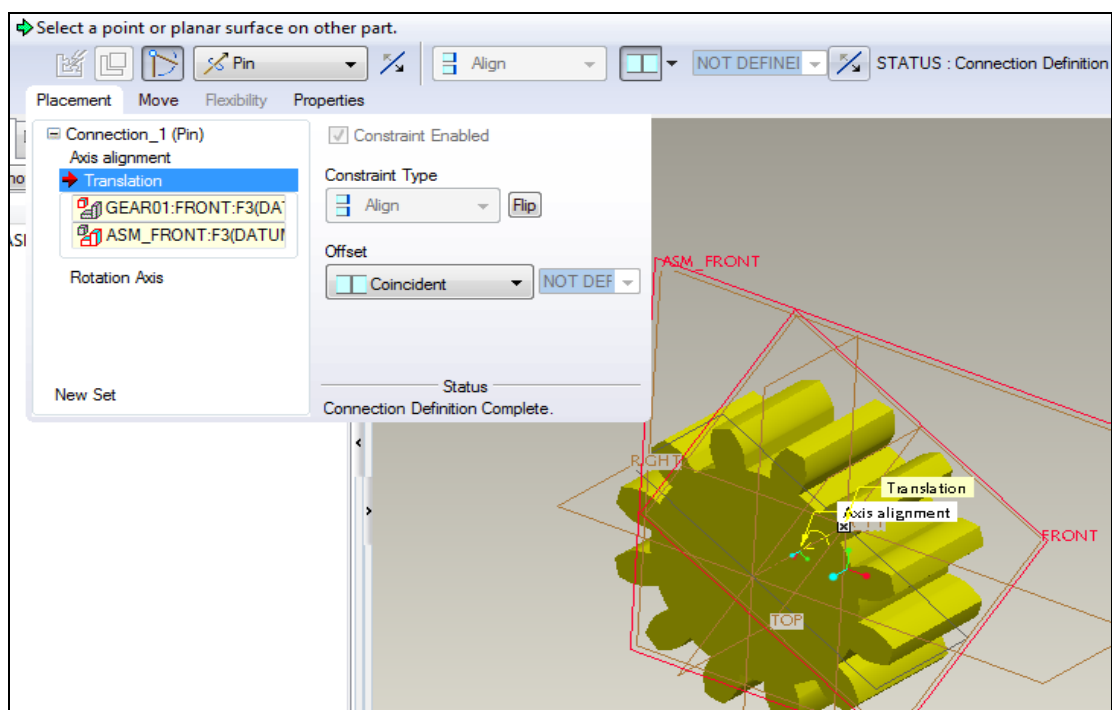 Select a point or planar surface on other part.
Pin Align NOT DEFINEI STATUS : Connection Definition
Placement Move Flexibility Properties
Connection_1 (Pin)
Axis alignment
Translation
GEAR01:FRONT:F3(DA
ASM_FRONT:F3(DATU
Rotation Axis
New Set
Constraint Enabled
Constraint Type
Align Flip
Offset
Coincident NOT DEF
Status
Connection Definition Complete.
ASM_FRONT
RIGHT
Translation
Axis alignment
FRONT
TOP